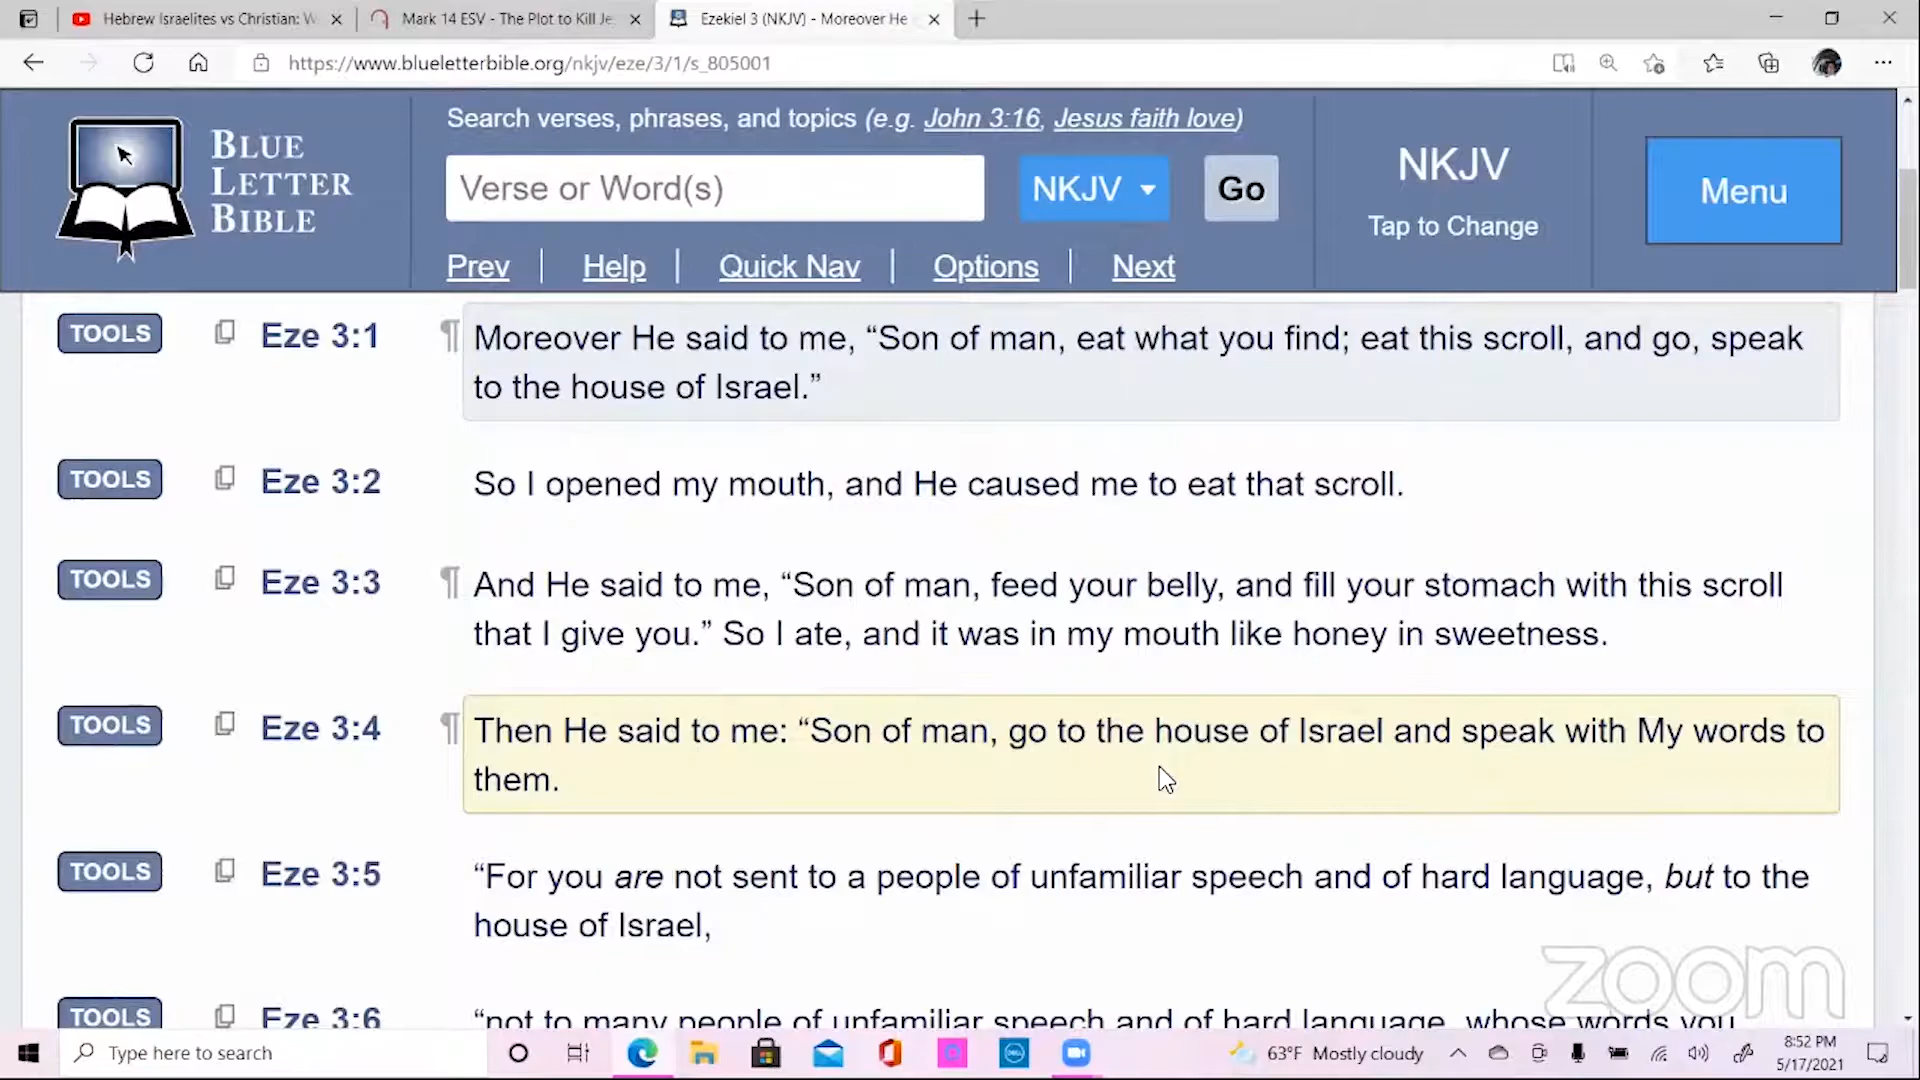 Hebrew Israelites vs Christian: W
Mark 14 ESV - The Plot to Kill Je
Ezekiel 3 (NKJV) - Moreover He
https://www.blueletterbible.org/nkjv/eze/3/1/s_805001
BLUE
LETTER
BIBLE
Search verses, phrases, and topics (e.g. John 3:16, Jesus faith love)
Verse or Word(s)
NKJV
Go
NKJV
Tap to Change
Menu
Prev | Help | Quick Nav | Options | Next
TOOLS Eze 3:1 ¶ Moreover He said to me, “Son of man, eat what you find; eat this scroll, and go, speak
to the house of Israel.”
TOOLS Eze 3:2 So I opened my mouth, and He caused me to eat that scroll.
TOOLS Eze 3:3 ¶ And He said to me, “Son of man, feed your belly, and fill your stomach with this scroll
that I give you.” So I ate, and it was in my mouth like honey in sweetness.
TOOLS Eze 3:4 ¶ Then He said to me: “Son of man, go to the house of Israel and speak with My words to
them.
TOOLS Eze 3:5 “For you are not sent to a people of unfamiliar speech and of hard language, but to the
house of Israel,
TOOLS Eze 3:6 “not to many people of unfamiliar speech and of hard language, whose words you
zoom
Type here to search
DELL
63°F Mostly cloudy
8:52 PM
5/17/2021